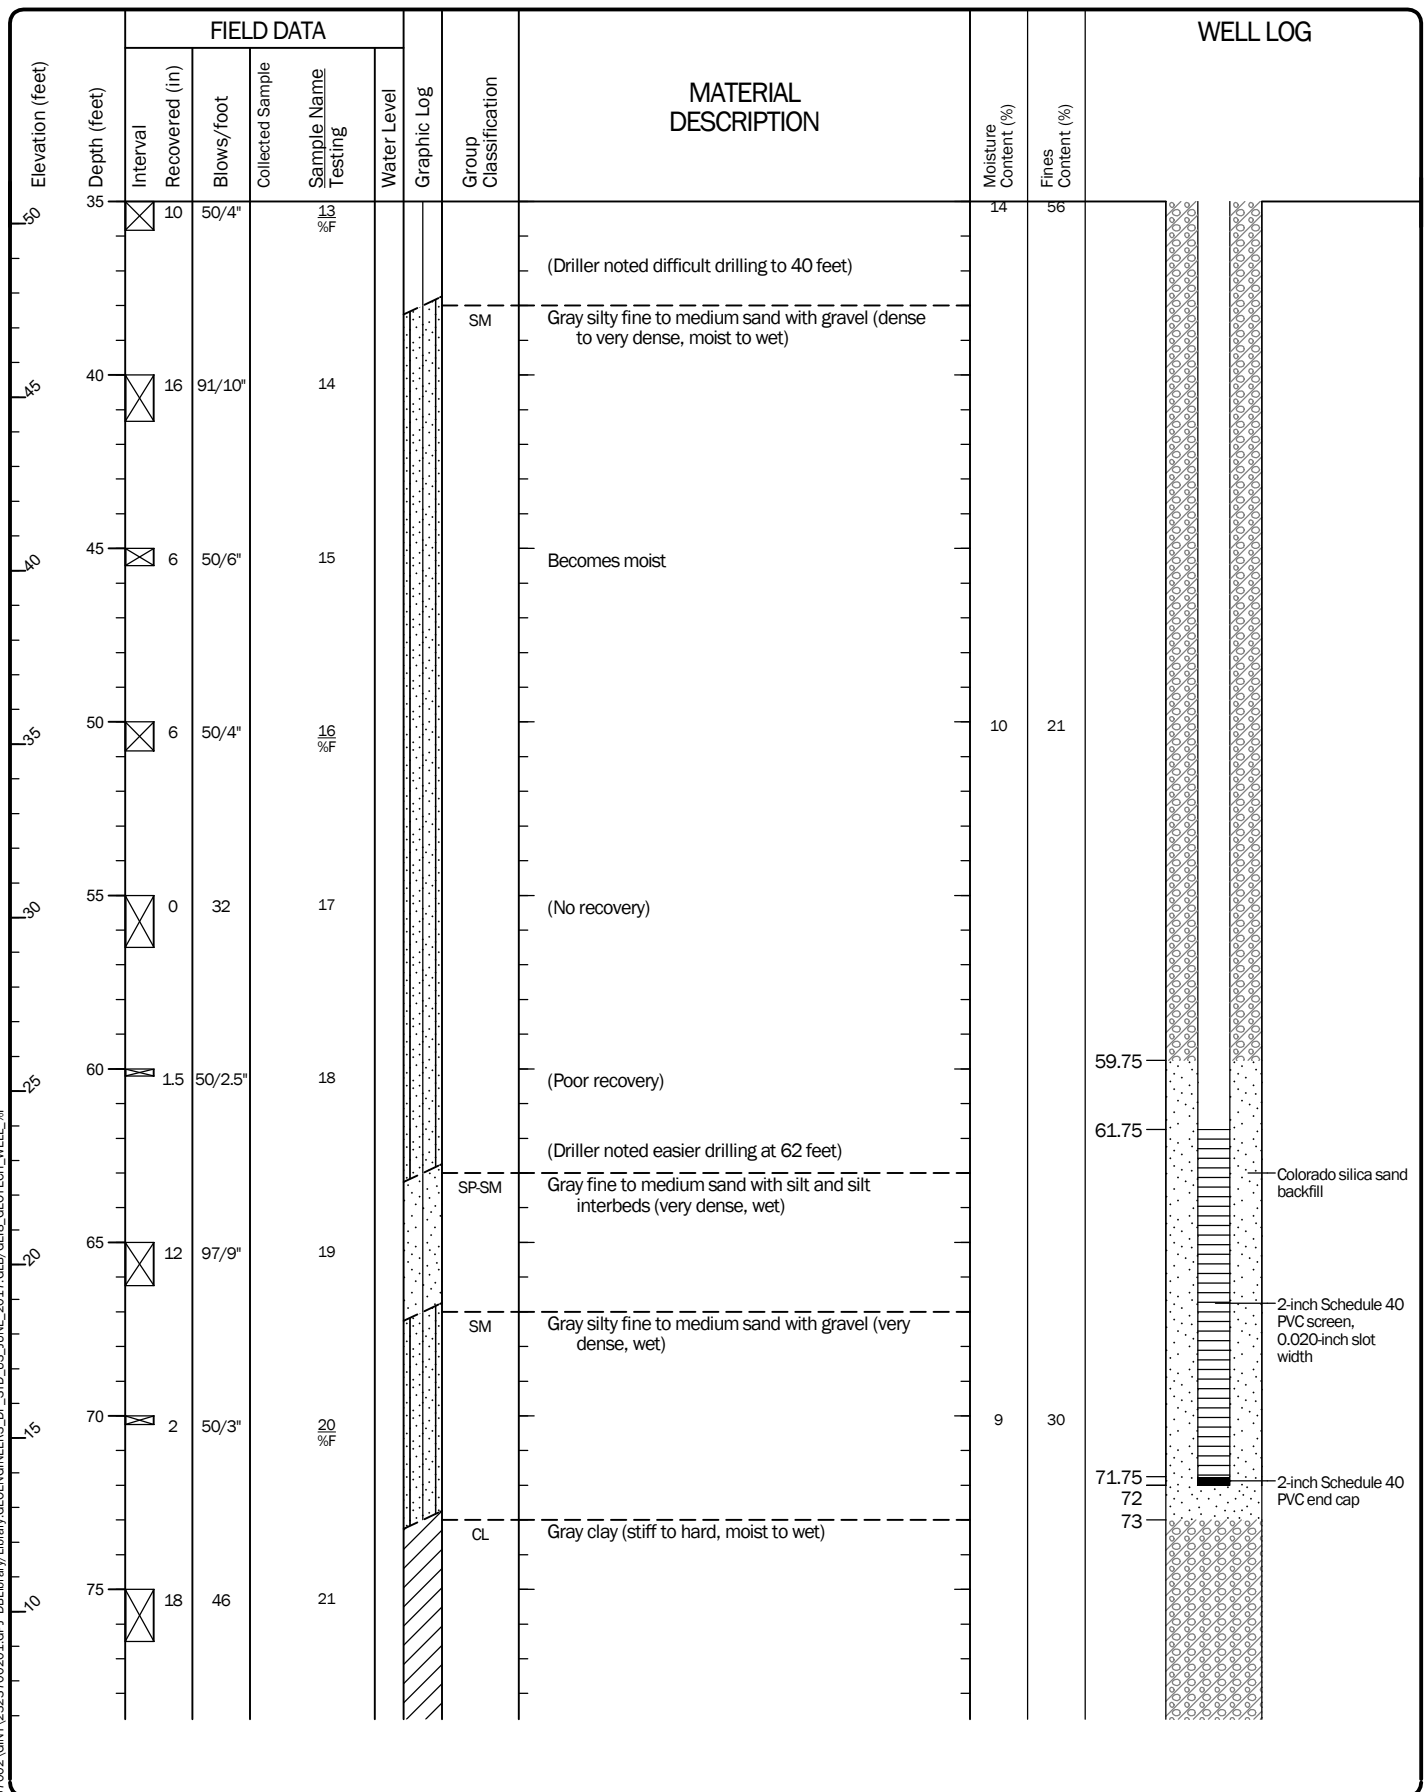 FIELD DATA
WELL LOG
Elevation (feet)
Depth (feet)
Interval
Recovered (in)
Blows/foot
Collected Sample
Sample Name
Testing
Water Level
Graphic Log
Group
Classification
MATERIAL
DESCRIPTION
Moisture
Content (%)
Fines
Content (%)
35
10
50/4"
13
%F
14
56
50
(Driller noted difficult drilling to 40 feet)
SM
Gray silty fine to medium sand with gravel (dense
to very dense, moist to wet)
40
16
91/10"
14
45
45
6
50/6"
15
Becomes moist
40
50
6
50/4"
16
%F
10
21
35
55
0
32
17
(No recovery)
30
59.75
60
1.5
50/2.5"
18
(Poor recovery)
25
61.75
(Driller noted easier drilling at 62 feet)
SP-SM
Gray fine to medium sand with silt and silt
interbeds (very dense, wet)
Colorado silica sand
backfill
65
12
97/9"
19
20
2-inch Schedule 40
PVC screen,
0.020-inch slot
width
SM
Gray silty fine to medium sand with gravel (very
dense, wet)
70
2
50/3"
20
%F
9
30
15
71.75
72
2-inch Schedule 40
PVC end cap
73
CL
Gray clay (stiff to hard, moist to wet)
75
18
46
21
10